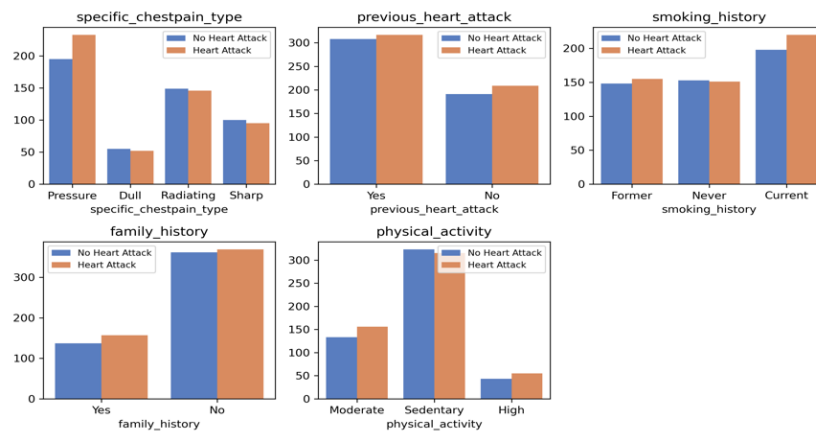 specific_chestpain_type
200
150
100
50
0
No Heart Attack
Heart Attack
Pressure Dull Radiating Sharp
specific_chestpain_type
previous_heart_attack
300
250
200
150
100
50
0
No Heart Attack
Heart Attack
Yes No
previous_heart_attack
smoking_history
200
150
100
50
0
No Heart Attack
Heart Attack
Former Never Current
smoking_history
family_history
300
200
100
0
No Heart Attack
Heart Attack
Yes No
family_history
physical_activity
300
250
200
150
100
50
0
No Heart Attack
Heart Attack
Moderate Sedentary High
physical_activity